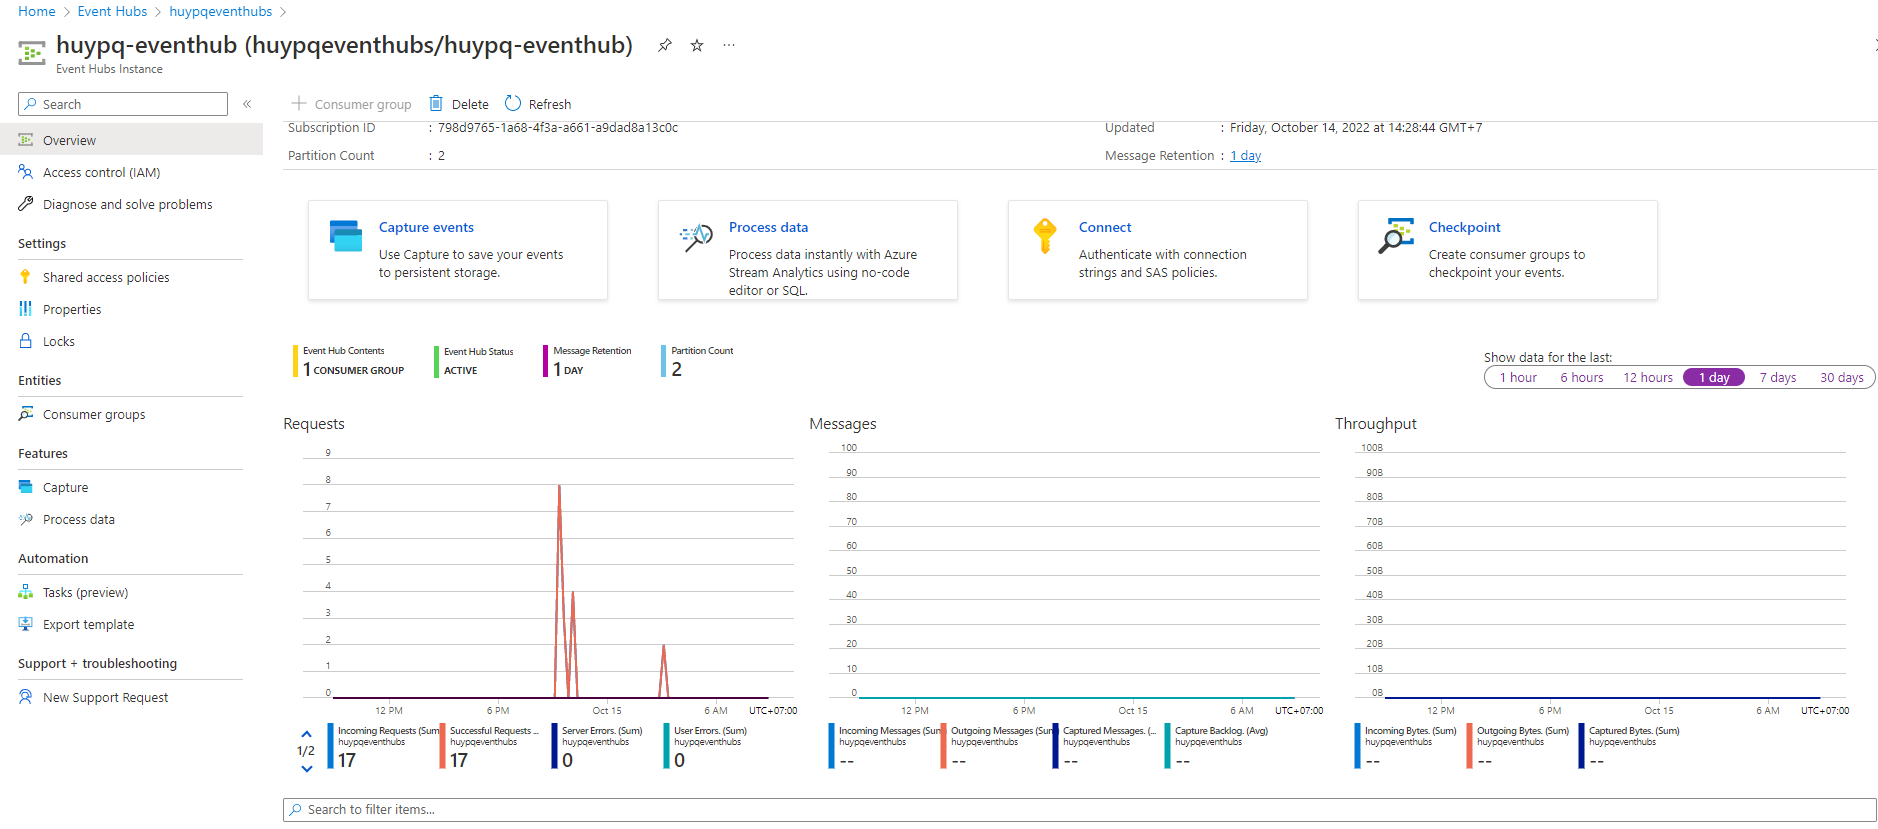 Home > Event Hubs > huypqeventhubs >
huypq-eventhub (huypqeventhubs/huypq-eventhub)
Event Hubs Instance
Search
Overview
Access control (IAM)
Diagnose and solve problems
Settings
Shared access policies
Properties
Locks
Entities
Consumer groups
Features
Capture
Process data
Automation
Tasks (preview)
Export template
Support + troubleshooting
New Support Request
Consumer group Delete Refresh
Subscription ID : 798d9765-1a68-4f3a-a661-a9dad8a13c0c
Updated : Friday, October 14, 2022 at 14:28:44 GMT+7
Partition Count : 2
Message Retention : 1 day
Capture events
Use Capture to save your events
to persistent storage.
Process data
Process data instantly with Azure
Stream Analytics using no-code
editor or SQL.
Connect
Authenticate with connection
strings and SAS policies.
Checkpoint
Create consumer groups to
checkpoint your events.
Event Hub Contents
1 CONSUMER GROUP
Event Hub Status
ACTIVE
Message Retention
1 DAY
Partition Count
2
Show data for the last:
1 hour 6 hours 12 hours 1 day 7 days 30 days
Requests
9
8
7
6
5
4
3
2
1
0
12 PM 6 PM Oct 15 6 AM UTC+07:00
1/2
Incoming Requests (Sum
huypqeventhubs
17
Successful Requests ...
huypqeventhubs
17
Server Errors. (Sum)
huypqeventhubs
0
User Errors. (Sum)
huypqeventhubs
0
Messages
100
90
80
70
60
50
40
30
20
10
0
12 PM 6 PM Oct 15 6 AM UTC+07:00
Incoming Messages (Sum
huypqeventhubs
--
Outgoing Messages (Sum
huypqeventhubs
--
Captured Messages. (...
huypqeventhubs
--
Capture Backlog. (Avg)
huypqeventhubs
--
Throughput
100B
90B
80B
70B
60B
50B
40B
30B
20B
10B
0B
12 PM 6 PM Oct 15 6 AM UTC+07:00
Incoming Bytes. (Sum)
huypqeventhubs
--
Outgoing Bytes. (Sum)
huypqeventhubs
--
Captured Bytes. (Sum)
huypqeventhubs
--
Search to filter items...